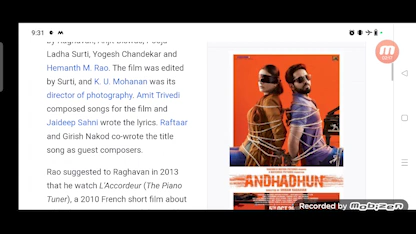 9:31
by Raghavan, Arijit Biswas, Pooja
Ladha Surti, Yogesh Chandekar and
Hemanth M. Rao. The film was edited
by Surti, and K. U. Mohanan was its
director of photography. Amit Trivedi
composed songs for the film and
Jaideep Sahni wrote the lyrics. Raftaar
and Girish Nakod co-wrote the title
song as guest composers.
Rao suggested to Raghavan in 2013
that he watch L'Accordeur (The Piano
Tuner), a 2010 French short film about
ANDHADHUN
Recorded by
Mobizen